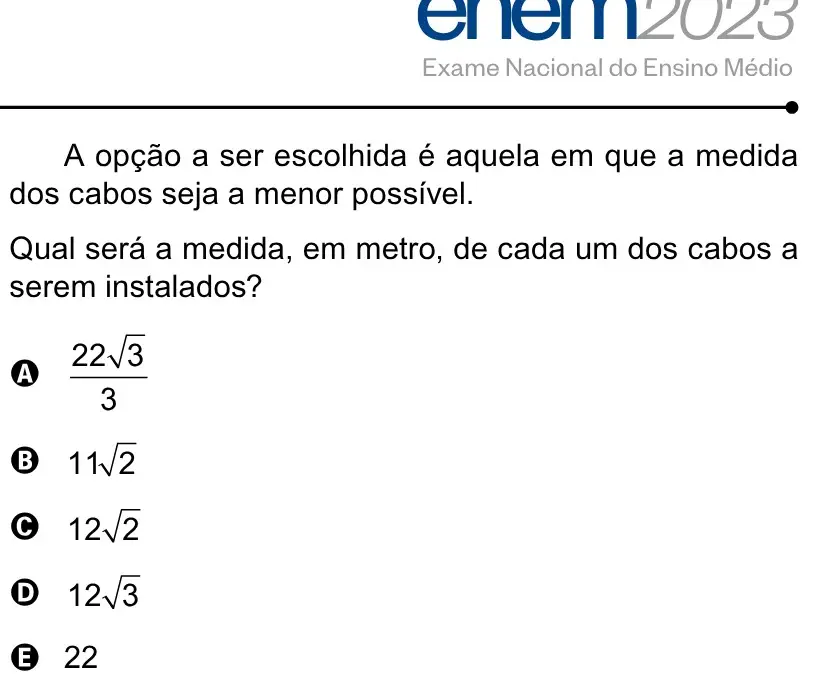 enem2023
Exame Nacional do Ensino Médio
A opção a ser escolhida é aquela em que a medida
dos cabos seja a menor possível.
Qual será a medida, em metro, de cada um dos cabos a
serem instalados?
A 22√3/3
B 11√2
C 12√2
D 12√3
E 22